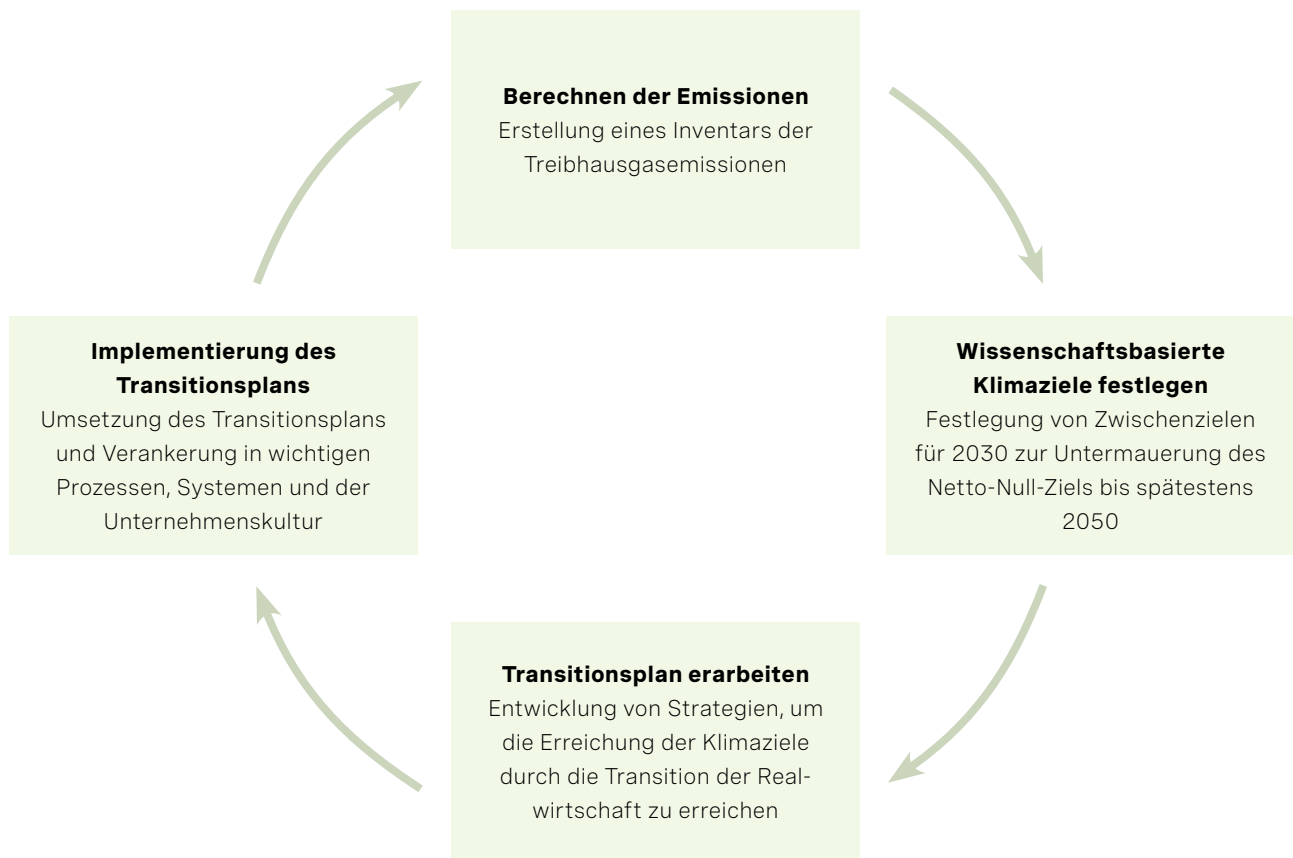 Berechnen der Emissionen
Erstellung eines Inventars der
Treibhausgasemissionen
Implementierung des
Transitionsplans
Umsetzung des Transitionsplans
und Verankerung in wichtigen
Prozessen, Systemen und der
Unternehmenskultur
Wissenschaftsbasierte
Klimaziele festlegen
Festlegung von Zwischenzielen
für 2030 zur Untermauerung des
Netto-Null-Ziels bis spätestens
2050
Transitionsplan erarbeiten
Entwicklung von Strategien, um
die Erreichung der Klimaziele
durch die Transition der Real-
wirtschaft zu erreichen